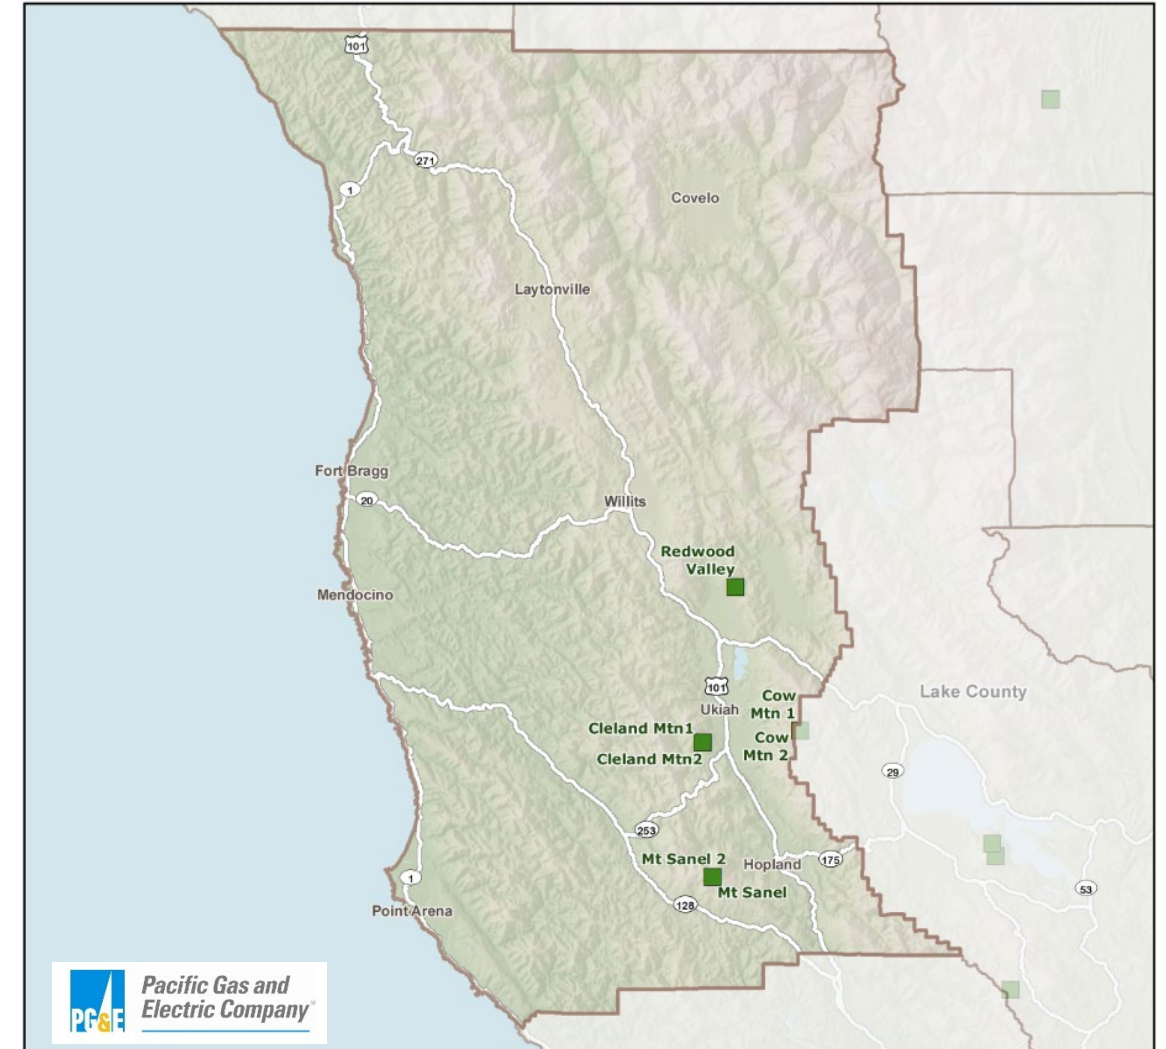 101
271
1
Covelo
Laytonville
Fort Bragg
20
Willits
Redwood
Valley
Mendocino
101
Ukiah
Lake County
Cow
Mtn 1
Cleland Mtn1
Cow
Mtn 2
Cleland Mtn2
29
253
Mt Sanel 2
Hopland
175
1
Mt Sanel
53
128
Point Arena
Pacific Gas and
Electric Company®
PG&E